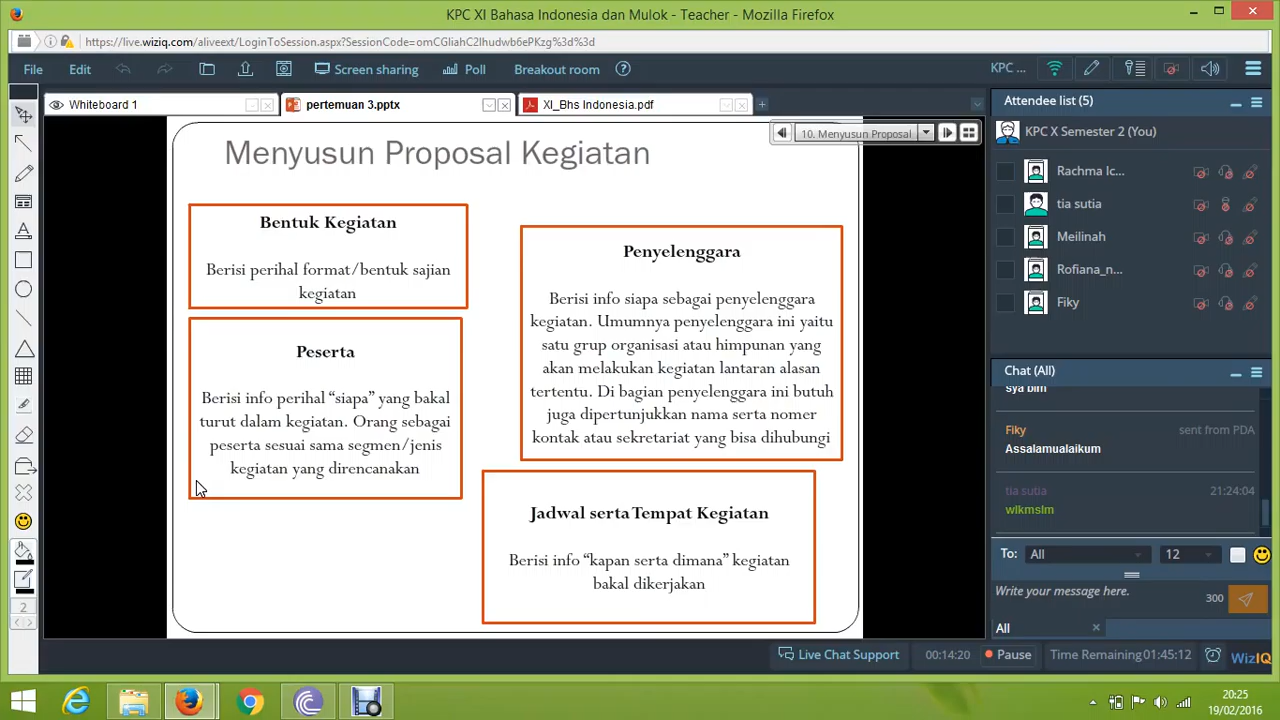 KPC XI Bahasa Indonesia dan Mulok - Teacher - Mozilla Firefox
https://live.wiziq.com/aliveext/LoginToSession.aspx?SessionCode=omCGliahC2lhudwb6ePKzg%3d%3d
File Edit Screen sharing Poll Breakout room KPC ...
Whiteboard 1 pertemuan 3.pptx XI_Bhs Indonesia.pdf
10. Menyusun Proposal
Menyusun Proposal Kegiatan
Bentuk Kegiatan
Berisi perihal format/bentuk sajian
kegiatan
Peserta
Berisi info perihal “siapa” yang bakal
turut dalam kegiatan. Orang sebagai
peserta sesuai sama segmen/jenis
kegiatan yang direncanakan
Penyelenggara
Berisi info siapa sebagai penyelenggara
kegiatan. Umumnya penyelenggara ini yaitu
satu grup organisasi atau himpunan yang
akan melakukan kegiatan lantaran alasan
tertentu. Di bagian penyelenggara ini butuh
juga dipertunjukkan nama serta nomer
kontak atau sekretariat yang bisa dihubungi
Jadwal serta Tempat Kegiatan
Berisi info “kapan serta dimana” kegiatan
bakal dikerjakan
Attendee list (5)
KPC X Semester 2 (You)
Rachma Ic...
tia sutia
Meilinah
Rofiana_n...
Fiky
Chat (All)
sya bim
Fiky sent from PDA
Assalamualaikum
tia sutia 21:24:04
wlkmslm
To: All 12
Write your message here. 300
All
2
Live Chat Support 00:14:20 Pause Time Remaining 01:45:12 WizIQ
20:25
19/02/2016